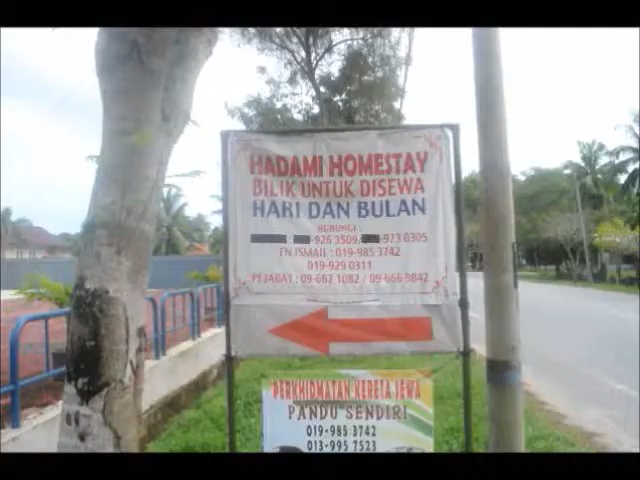 HADAMI HOMESTAY
BILIK UNTUK DISEWA
HARI DAN BULAN
HUBUNGI
-926 3509/ -973 0305
EN ISMAIL : 019-985 3742
019-929 0311
PEJABAT : 09-667 1082 / 09-666 9842
PERKHIDMATAN KERETA SEWA
PANDU SENDIRI
019-985 3742
013-995 7523